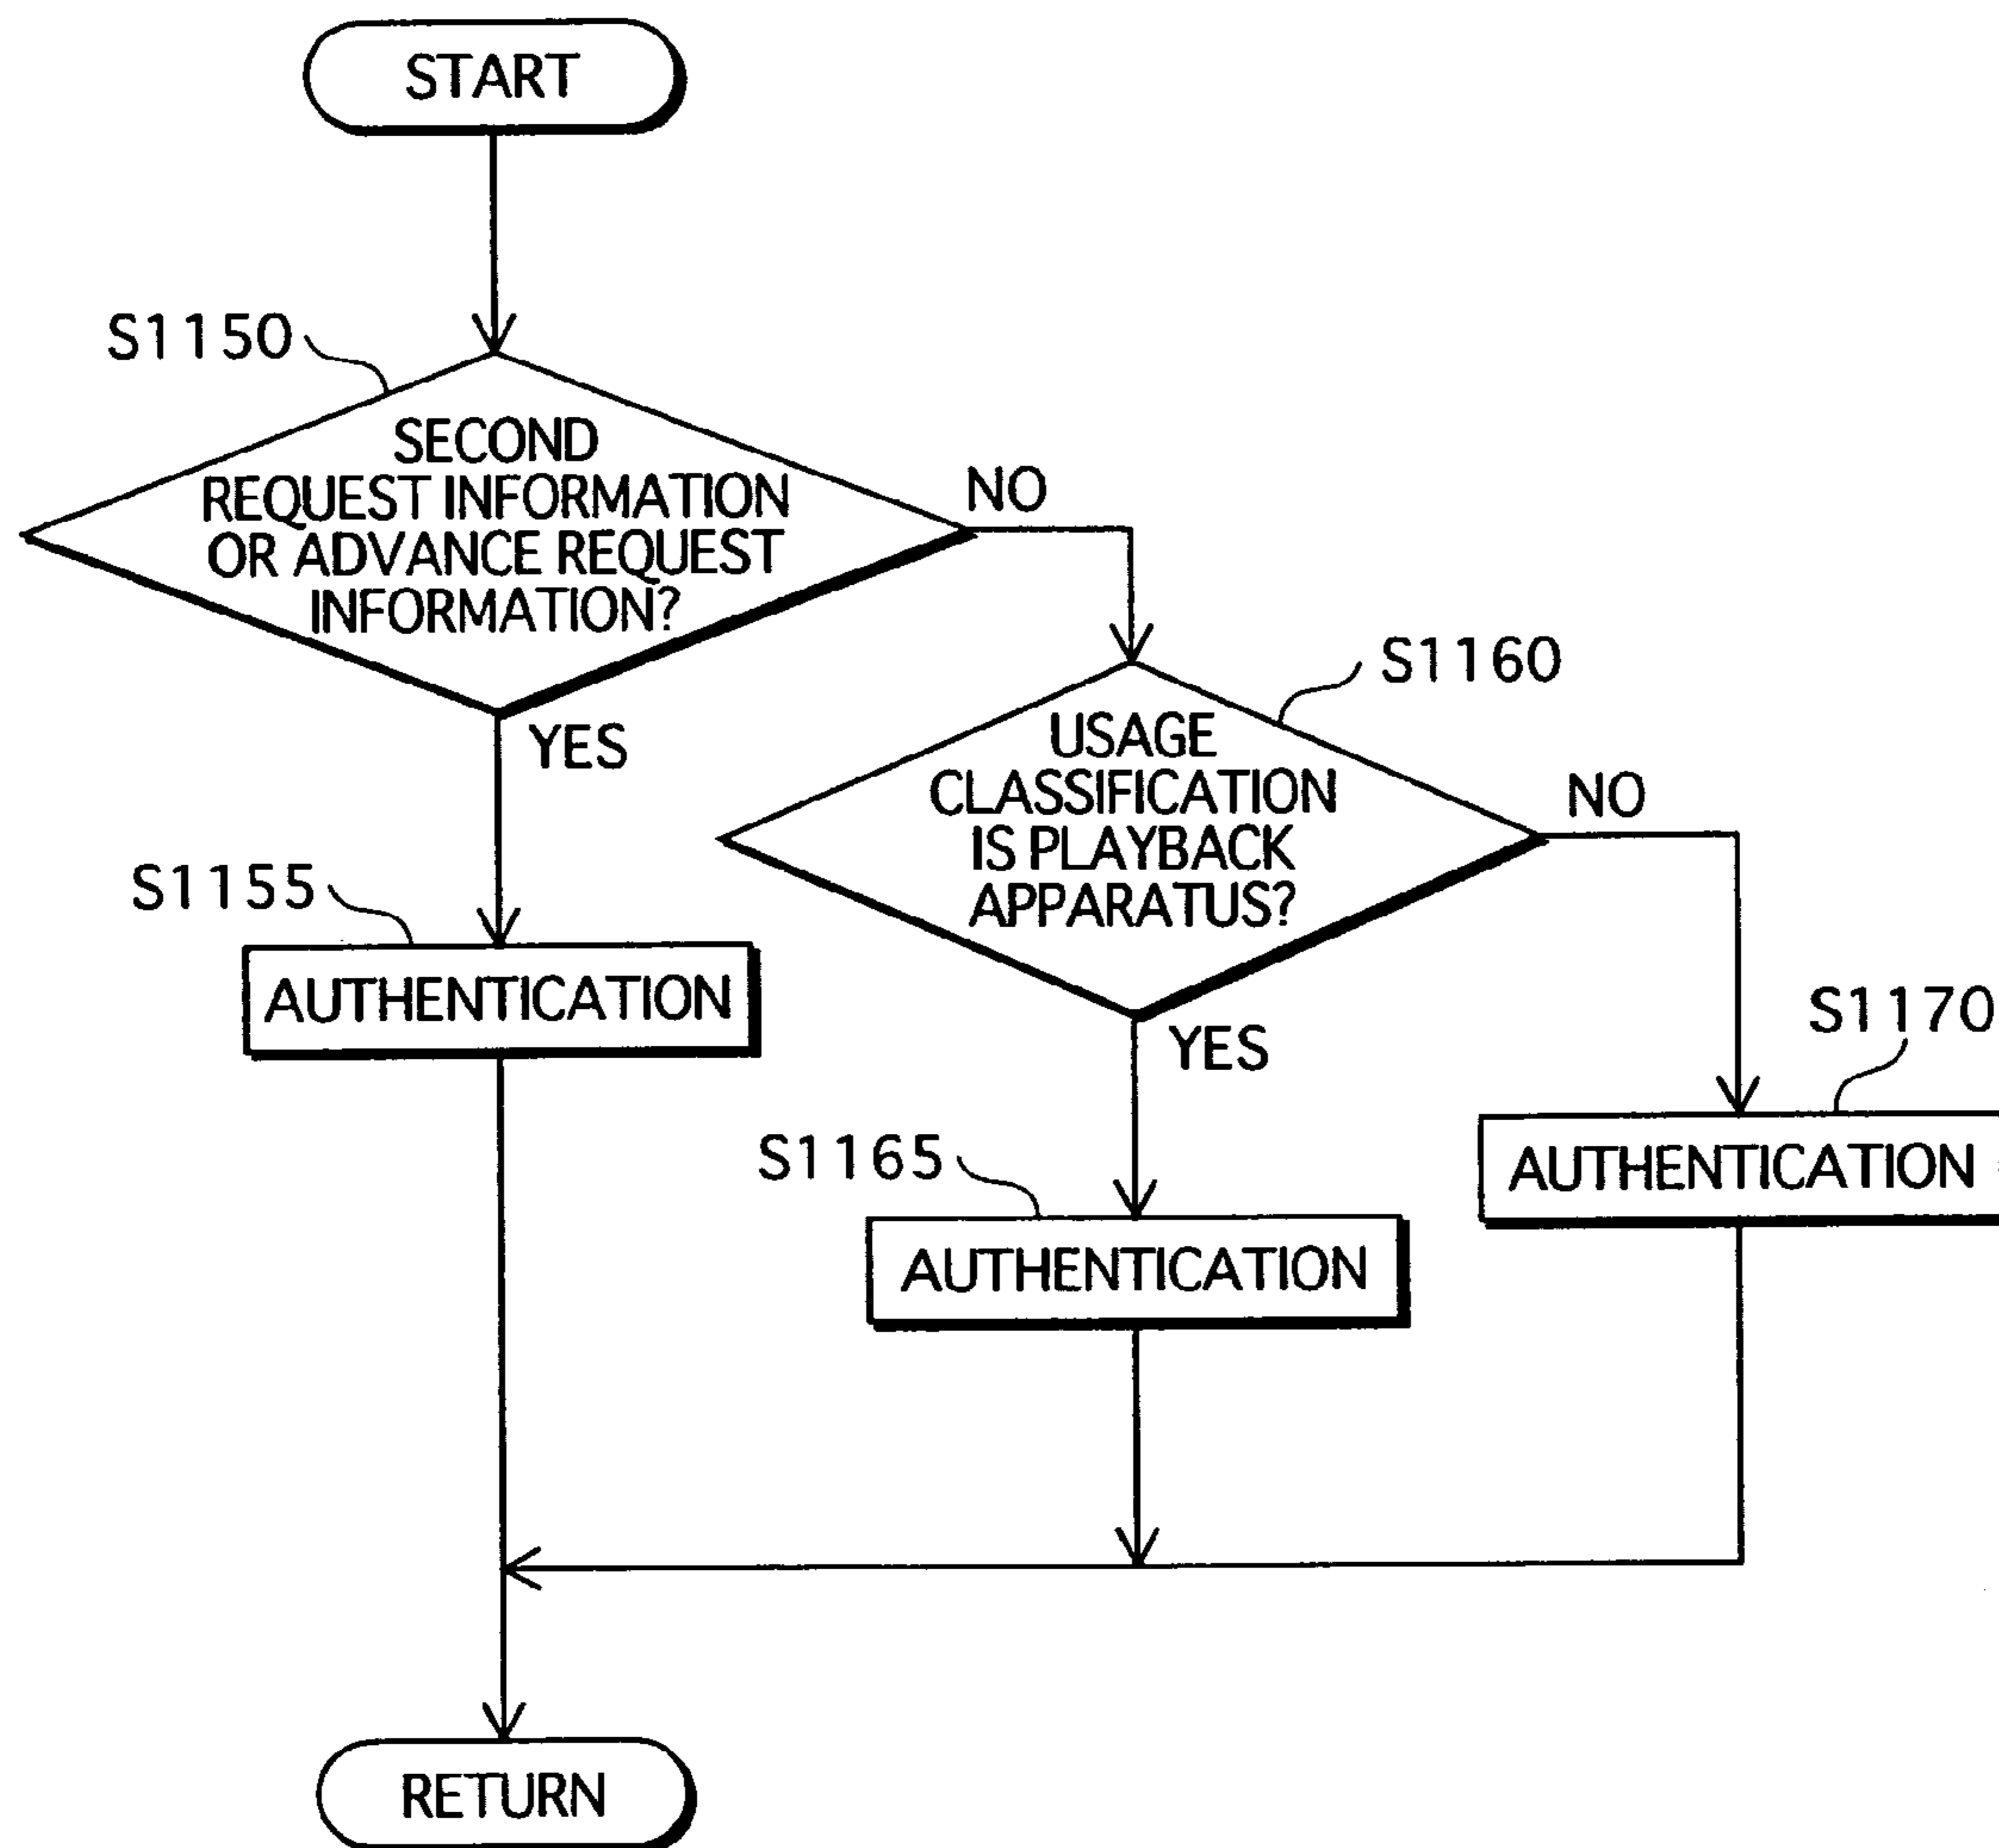 START
S1150
SECOND
REQUEST INFORMATION
OR ADVANCE REQUEST
INFORMATION?
NO
YES
S1160
USAGE
CLASSIFICATION
IS PLAYBACK
APPARATUS?
NO
YES
S1155
AUTHENTICATION
S1170
AUTHENTICATION
S1165
AUTHENTICATION
RETURN